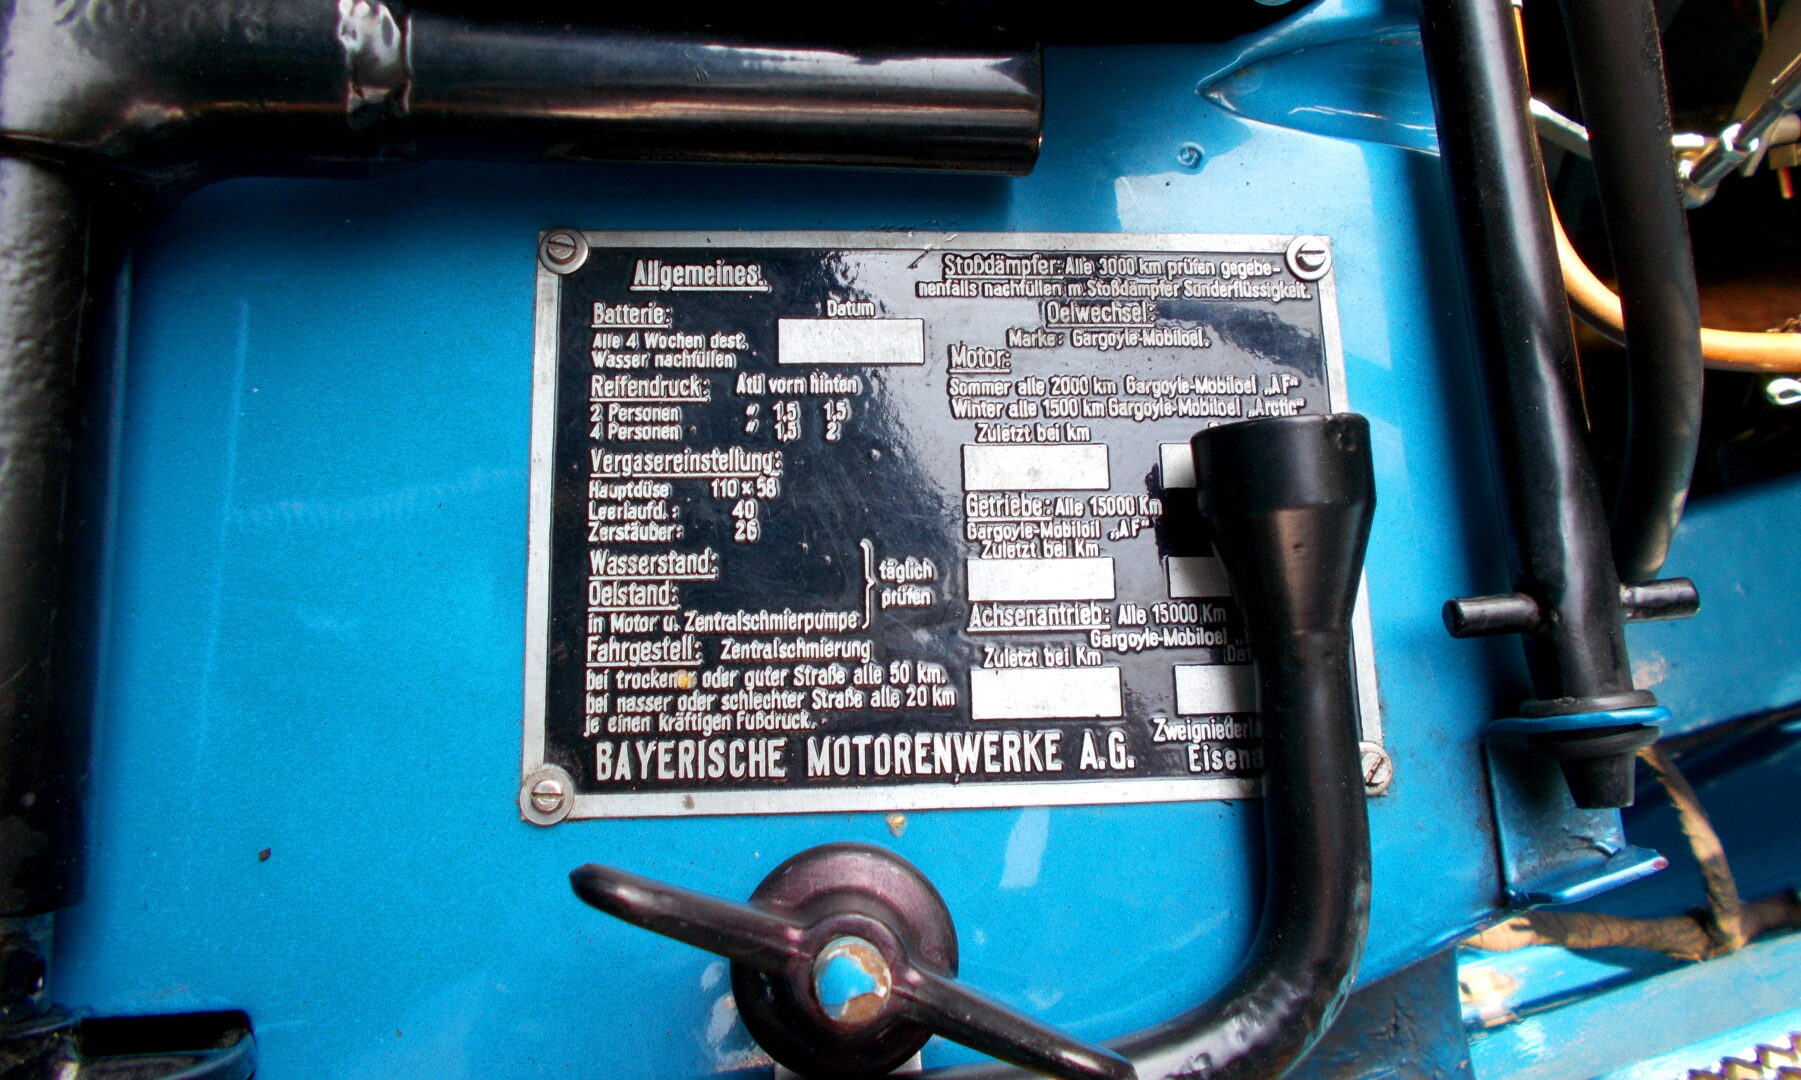 Allgemeines.
Batterie: Datum
Alle 4 Wochen dest.
Wasser nachfüllen
Reifendruck: Atü vorn hinten
2 Personen " 1,5 1,5
4 Personen " 1,5 2
Vergasereinstellung:
Hauptdüse 110 x 58
Leerlaufd.: 40
Zerstäuber: 26
Wasserstand:
Oelstand:
in Motor u. Zentralschmierpumpe
täglich
prüfen
Fahrgestell: Zentralschmierung
bei trockener oder guter Straße alle 50 km.
bei nasser oder schlechter Straße alle 20 km
je einen kräftigen Fußdruck.
Stoßdämpfer: Alle 3000 km prüfen gegebe-
nenfalls nachfüllen m. Stoßdämpfer Sonderflüssigkeit.
Oelwechsel:
Marke: Gargoyle-Mobiloel.
Motor:
Sommer alle 2000 km Gargoyle-Mobiloel „AF“
Winter alle 1500 km Gargoyle-Mobiloel „Arctic“
Zuletzt bei km
Getriebe: Alle 15000 Km
Gargoyle-Mobiloil „AF“
Zuletzt bei Km
Achsenantrieb: Alle 15000 Km
Gargoyle-Mobiloel
Zuletzt bei Km
BAYERISCHE MOTORENWERKE A.G.